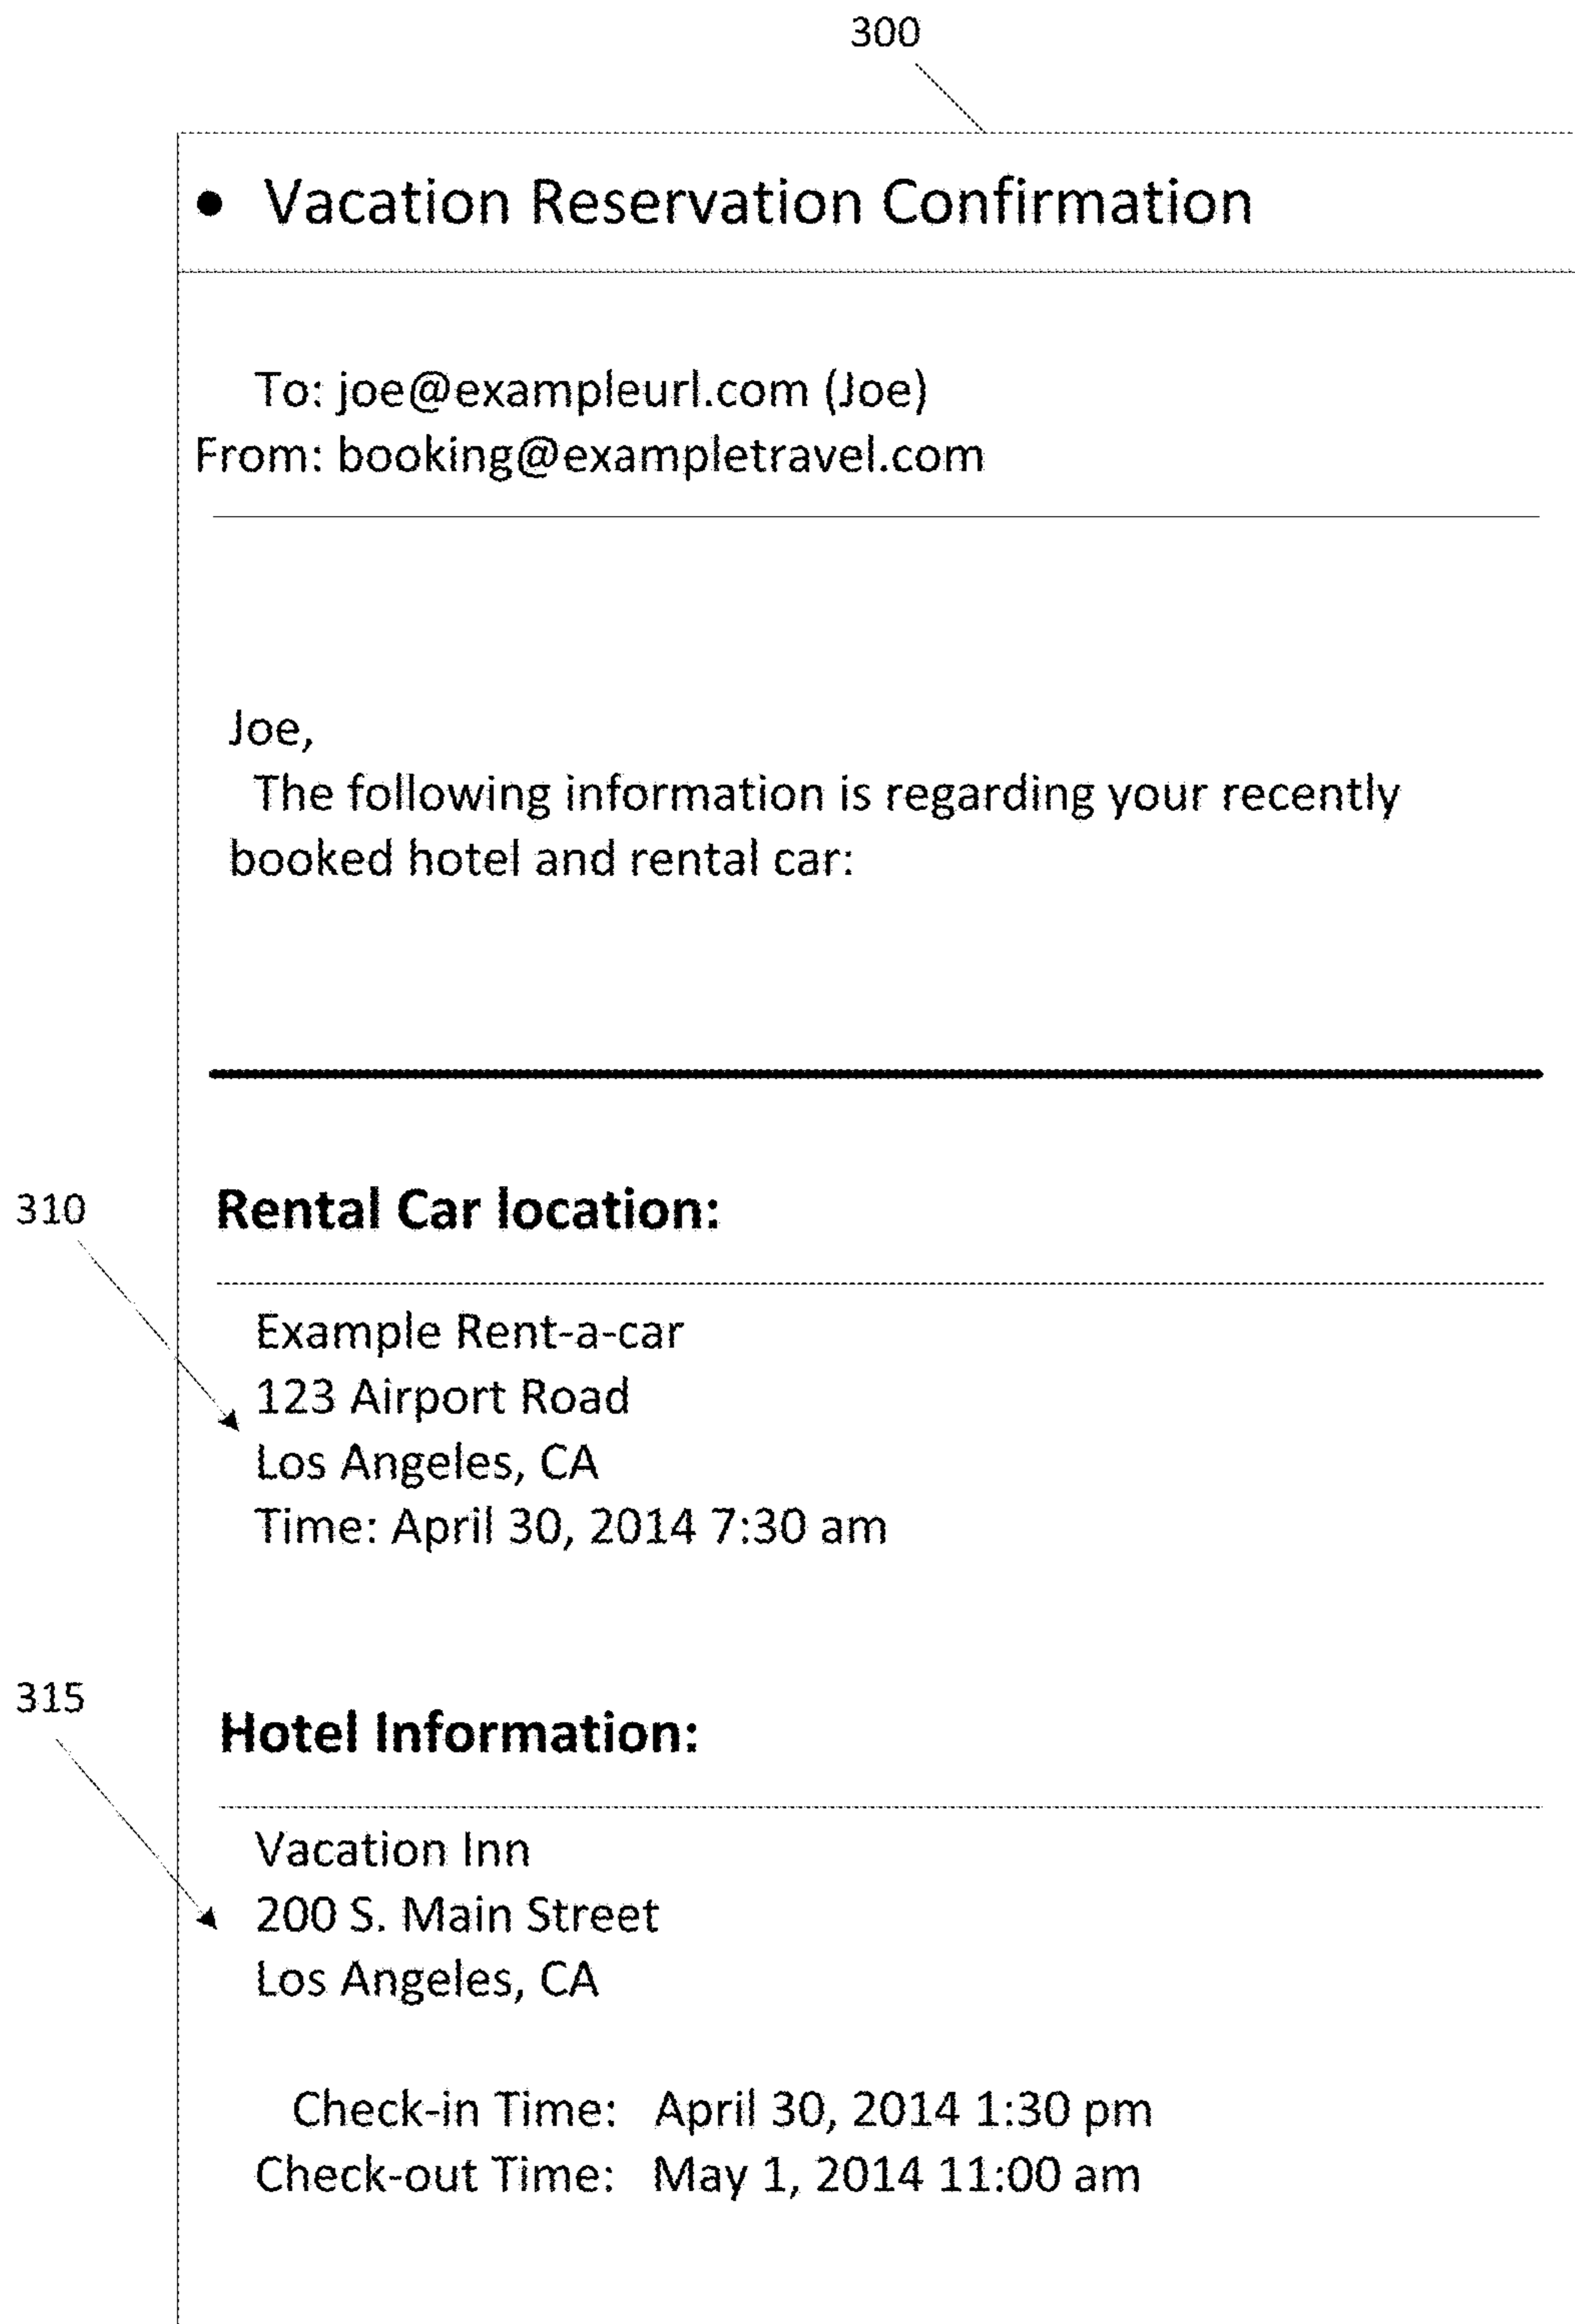 300
• Vacation Reservation Confirmation
To: joe@exampleurl.com (Joe)
From: booking@exampletravel.com
Joe,
The following information is regarding your recently
booked hotel and rental car:
310
Rental Car location:
Example Rent-a-car
123 Airport Road
Los Angeles, CA
Time: April 30, 2014 7:30 am
315
Hotel Information:
Vacation Inn
200 S. Main Street
Los Angeles, CA
Check-in Time: April 30, 2014 1:30 pm
Check-out Time: May 1, 2014 11:00 am